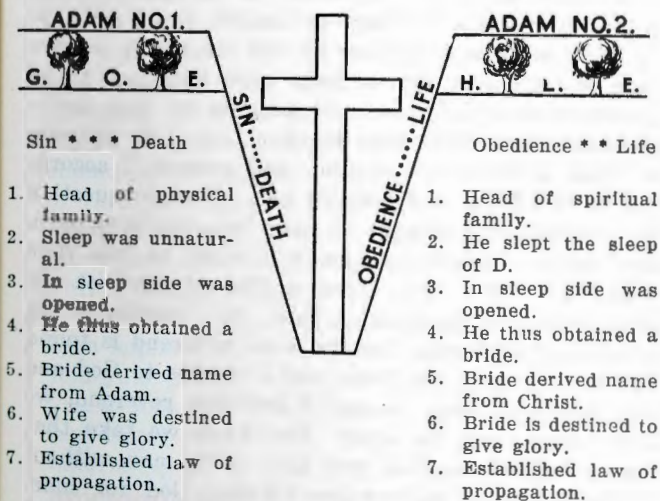 ADAM NO.1.
G. O. E.
Sin * * * Death
1. Head of physical
family.
2. Sleep was unnatur-
al.
3. In sleep side was
opened.
4. He thus obtained a
bride.
5. Bride derived name
from Adam.
6. Wife was destined
to give glory.
7. Established law of
propagation.
SIN.....DEATH
OBEDIENCE.....LIFE
ADAM NO.2.
H. L. E.
Obedience * * Life
1. Head of spiritual
family.
2. He slept the sleep
of D.
3. In sleep side was
opened.
4. He thus obtained a
bride.
5. Bride derived name
from Christ.
6. Bride is destined to
give glory.
7. Established law of
propagation.